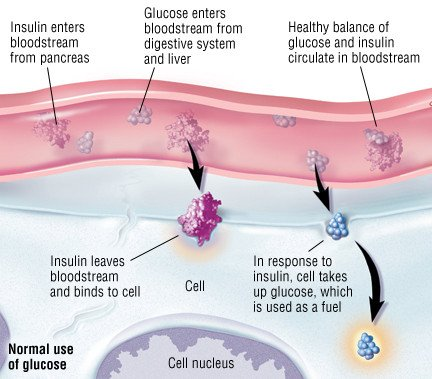 Insulin enters
bloodstream
from pancreas
Glucose enters
bloodstream from
digestive system
and liver
Healthy balance of
glucose and insulin
circulate in bloodstream
Insulin leaves
bloodstream
and binds to cell
Cell
In response to
insulin, cell takes
up glucose, which
is used as a fuel
Normal use
of glucose
Cell nucleus